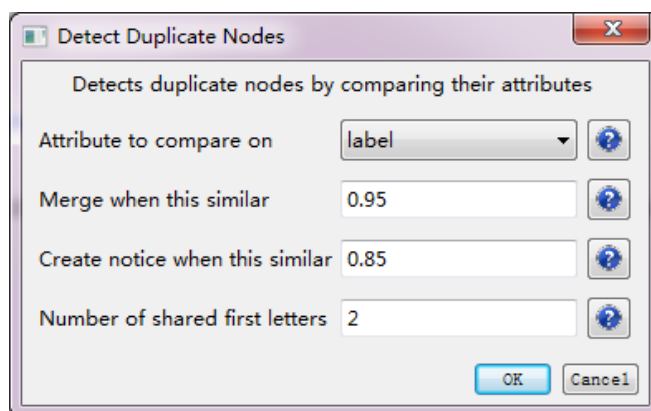 Detect Duplicate Nodes
Detects duplicate nodes by comparing their attributes
Attribute to compare on label
Merge when this similar 0.95
Create notice when this similar 0.85
Number of shared first letters 2
OK Cancel